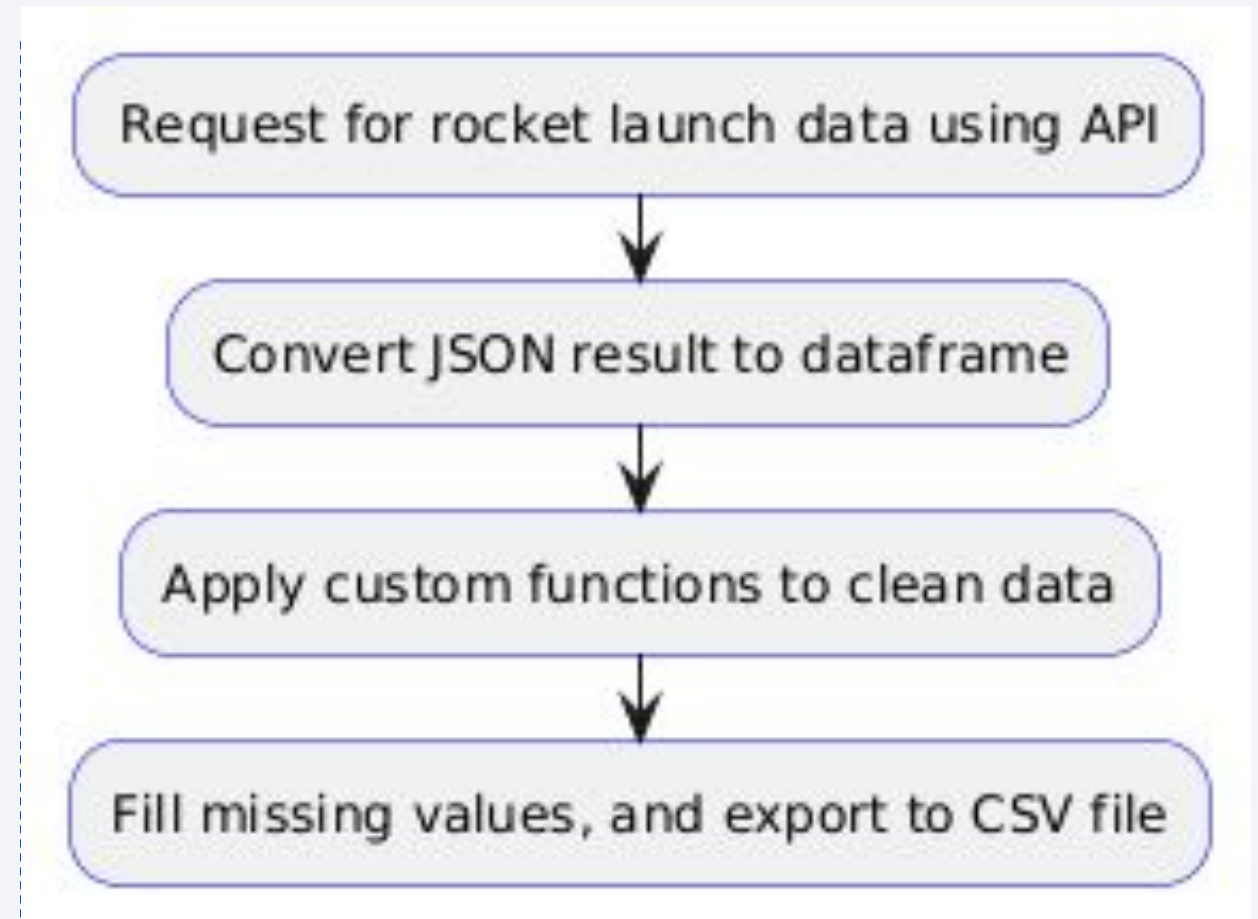 Request for rocket launch data using API
Convert JSON result to dataframe
Apply custom functions to clean data
Fill missing values, and export to CSV file